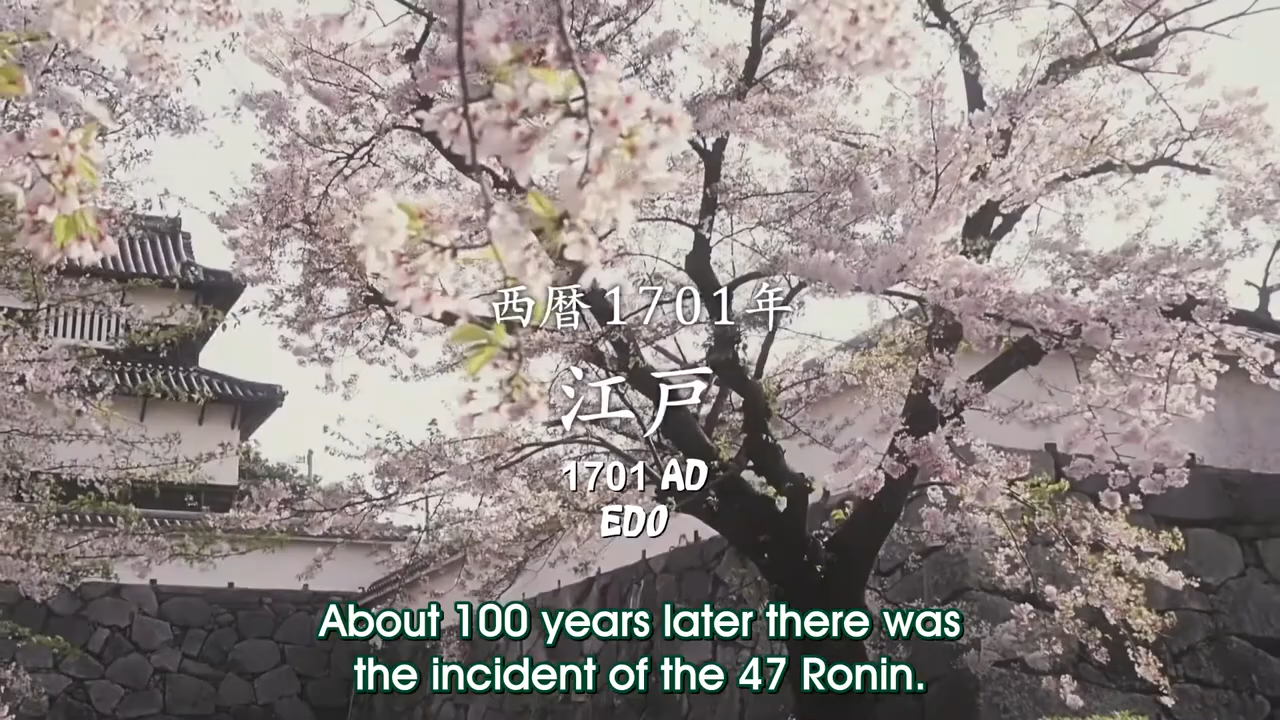 西暦1701年
江戸
1701 AD
EDO
About 100 years later there was
the incident of the 47 Ronin.